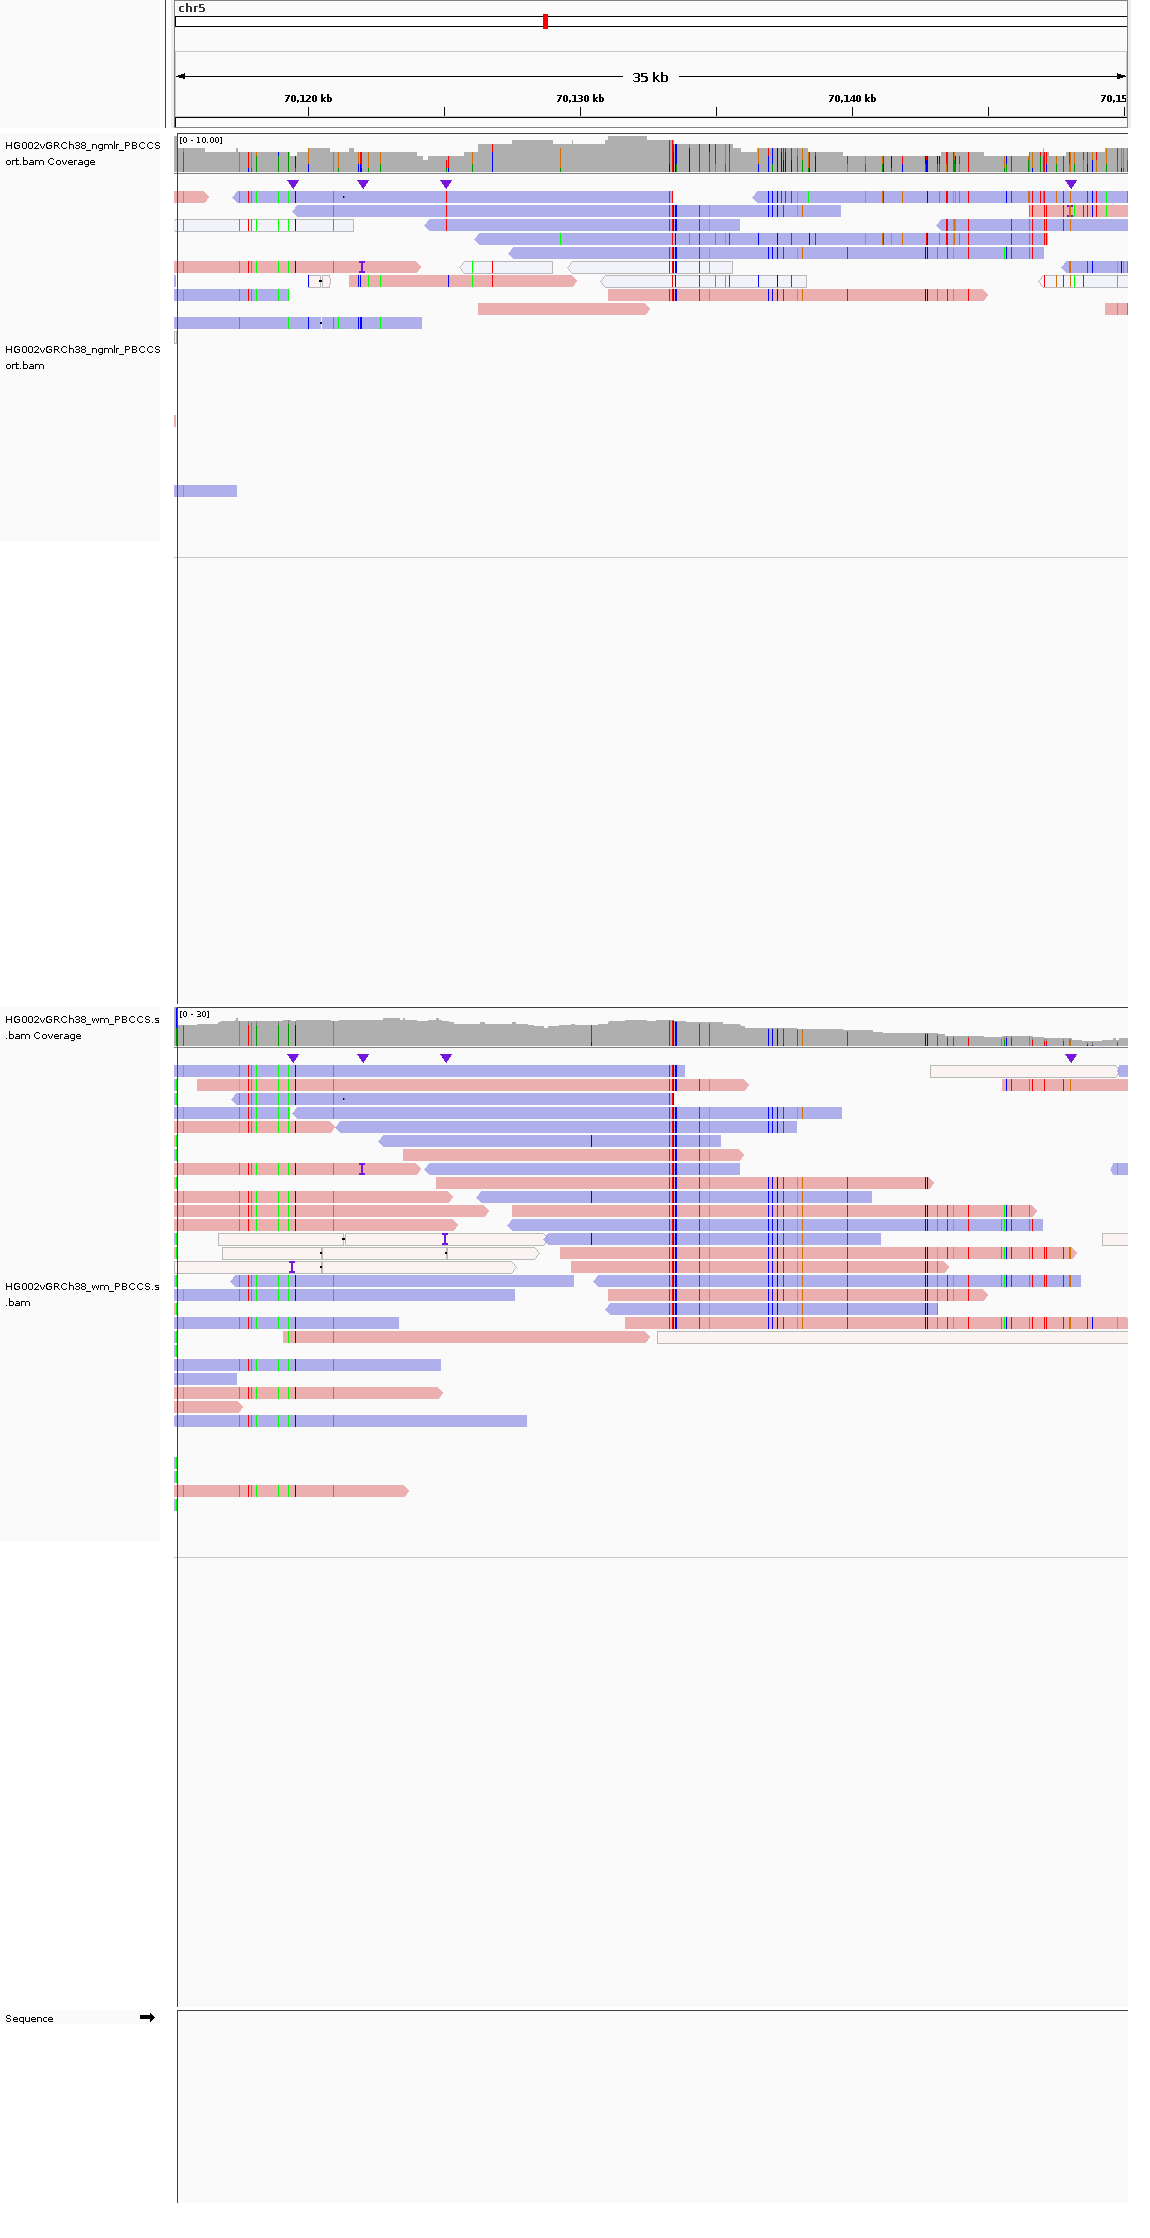 chr5
35 kb
70,120 kb
70,130 kb
70,140 kb
70,15
HG002vGRCh38_ngmlr_PBCCS
ort.bam Coverage
[0 - 10.00]
HG002vGRCh38_ngmlr_PBCCS
ort.bam
HG002vGRCh38_wm_PBCCS.s
.bam Coverage
[0 - 30]
HG002vGRCh38_wm_PBCCS.s
.bam
Sequence